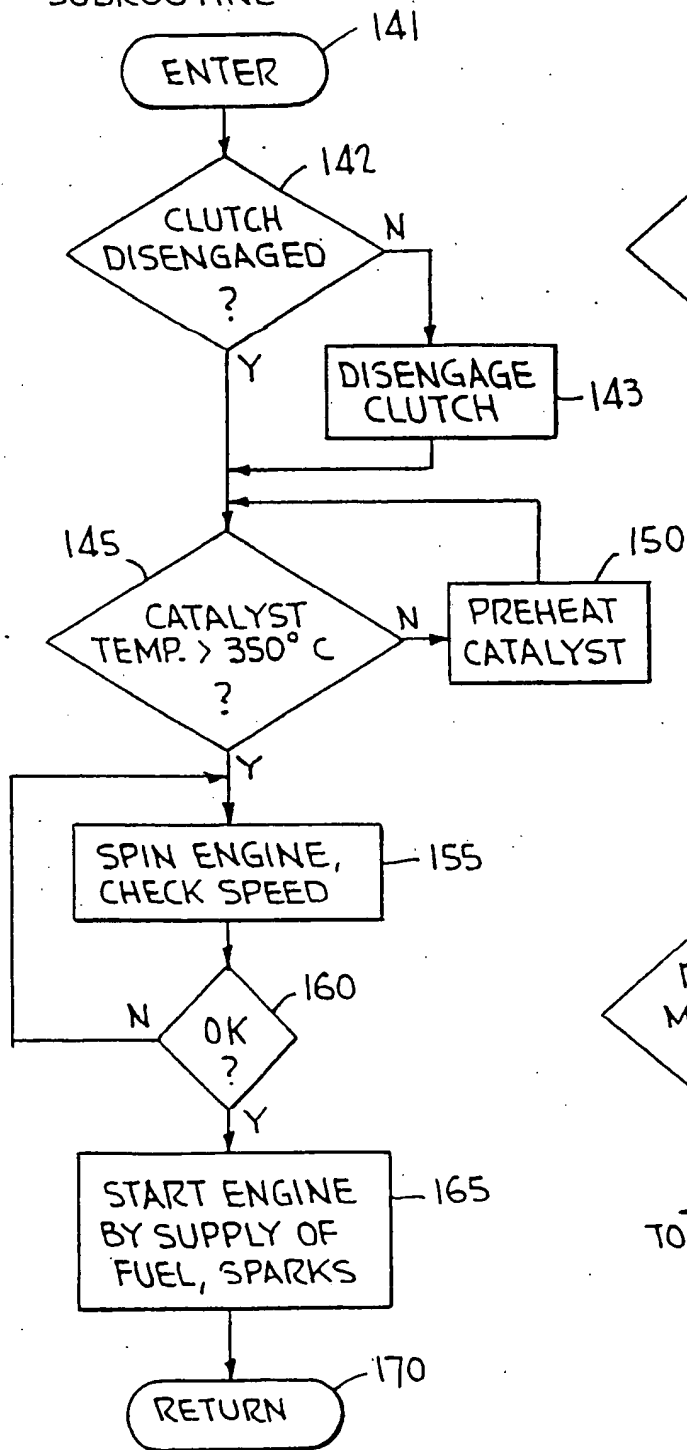 SUBROUTINE
141
ENTER
142
CLUTCH
DISENGAGED
?
N
Y
DISENGAGE
CLUTCH
143
145
CATALYST
TEMP. > 350° C
?
N
150
PREHEAT
CATALYST
Y
SPIN ENGINE,
CHECK SPEED
155
160
N
OK
?
Y
M
START ENGINE
BY SUPPLY OF
FUEL, SPARKS
165
TO
170
RETURN